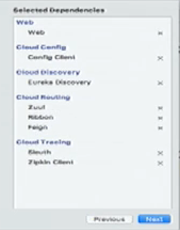 Selected Dependencies
Web
Web ×
Cloud Config
Config Client ×
Cloud Discovery
Eureka Discovery ×
Cloud Routing
Zuul ×
Ribbon ×
Feign ×
Cloud Tracing
Sleuth ×
Zipkin Client ×
Previous Next